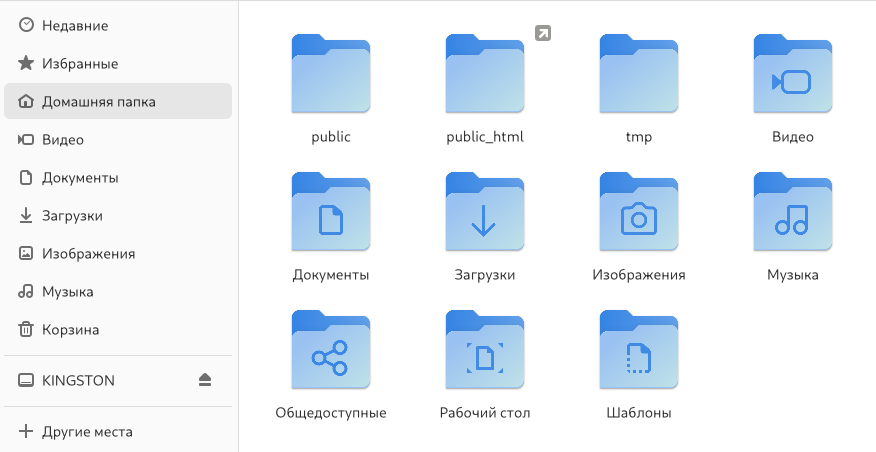 Недавние
Избранные
Домашняя папка
Видео
Документы
Загрузки
Изображения
Музыка
Корзина
KINGSTON
Другие места
public
public_html
tmp
Видео
Документы
Загрузки
Изображения
Музыка
Общедоступные
Рабочий стол
Шаблоны